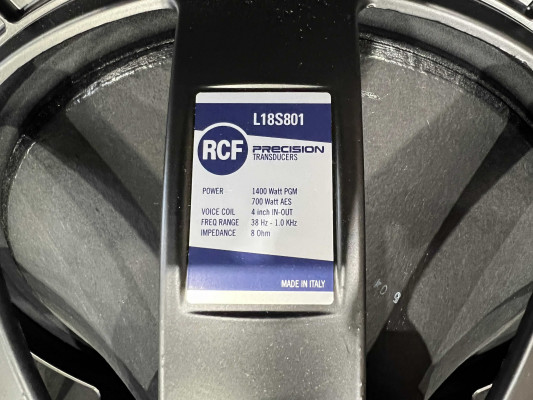 L18S801
RCF PRECISION
TRANSDUCERS
POWER 1400 Watt PGM
700 Watt AES
VOICE COIL 4 inch IN-OUT
FREQ RANGE 38 Hz - 1.0 KHz
IMPEDANCE 8 Ohm
MADE IN ITALY